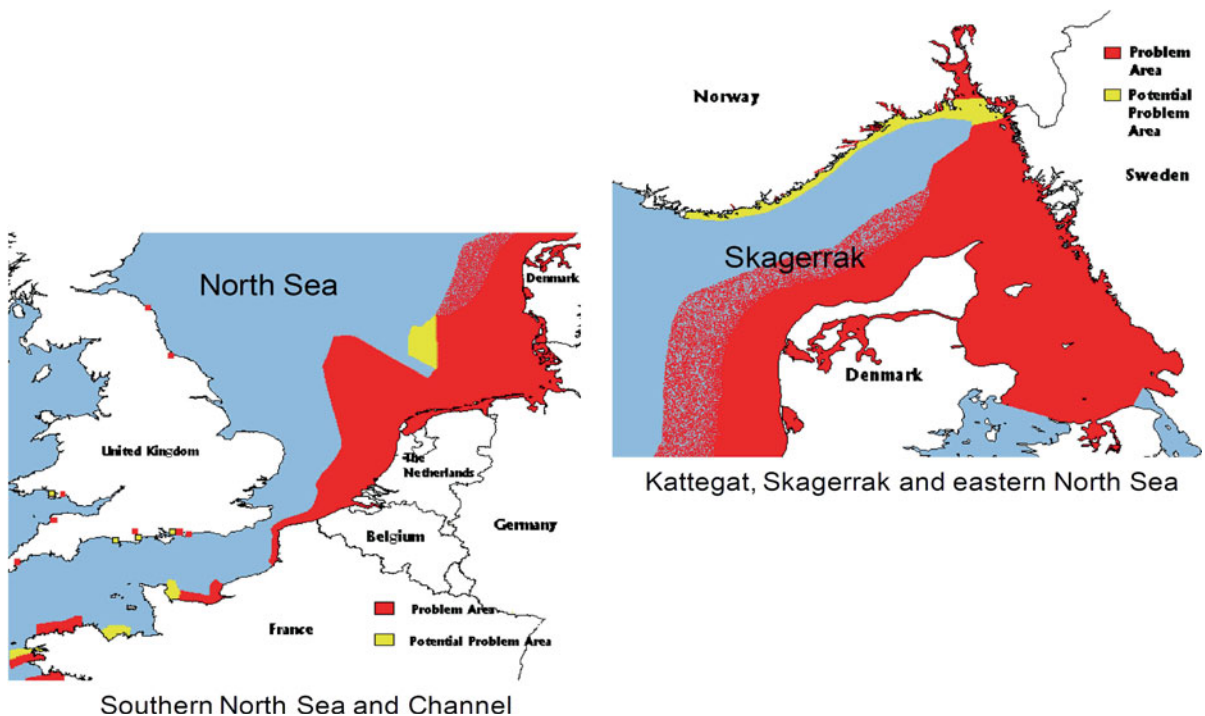 North Sea
Denmark
United Kingdom
The
Netherlands
Belgium
Germany
France
Problem Area
Potential Problem Area
Southern North Sea and Channel
Norway
Problem
Area
Potential
Problem
Area
Sweden
Skagerrak
Denmark
Kattegat, Skagerrak and eastern North Sea